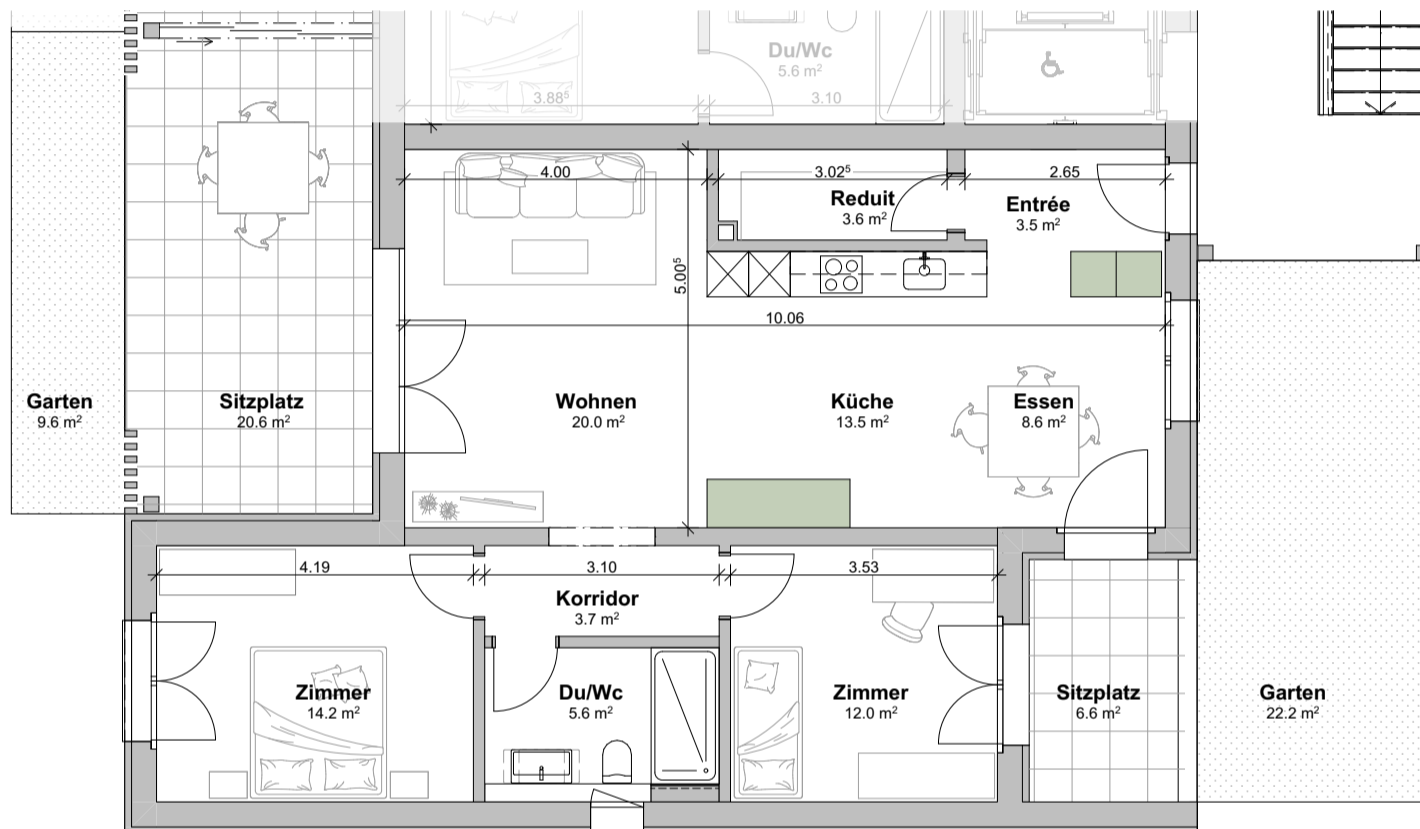 Du/Wc
5.6 m²
3.88⁵
3.10
4.00
3.02⁵
2.65
Reduit
3.6 m²
Entrée
3.5 m²
5.00⁵
10.06
Garten
9.6 m²
Sitzplatz
20.6 m²
Wohnen
20.0 m²
Küche
13.5 m²
Essen
8.6 m²
4.19
3.10
3.53
Korridor
3.7 m²
Zimmer
14.2 m²
Du/Wc
5.6 m²
Zimmer
12.0 m²
Sitzplatz
6.6 m²
Garten
22.2 m²